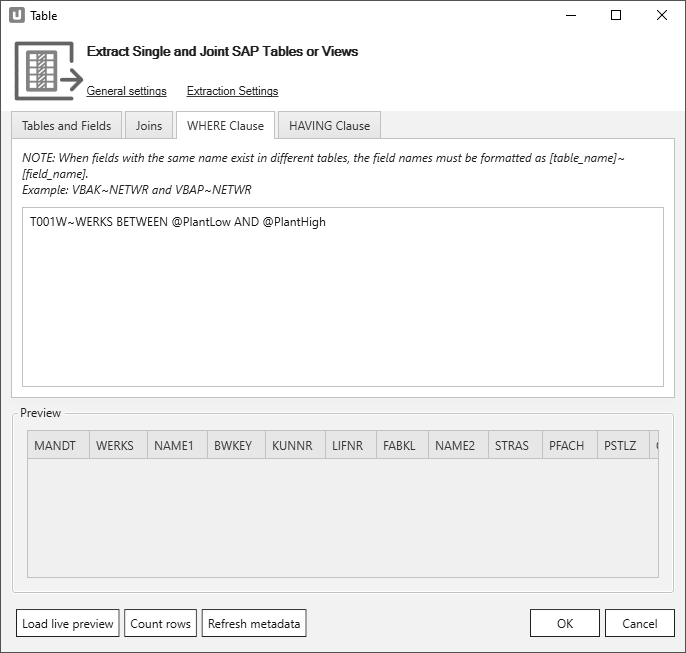 Table
Extract Single and Joint SAP Tables or Views
General settings Extraction Settings
Tables and Fields Joins WHERE Clause HAVING Clause
NOTE: When fields with the same name exist in different tables, the field names must be formatted as [table_name]~
[field_name].
Example: VBAK~NETWR and VBAP~NETWR
T001W~WERKS BETWEEN @PlantLow AND @PlantHigh
Preview
MANDT WERKS NAME1 BWKEY KUNNR LIFNR FABKL NAME2 STRAS PFACH PSTLZ
Load live preview Count rows Refresh metadata OK Cancel